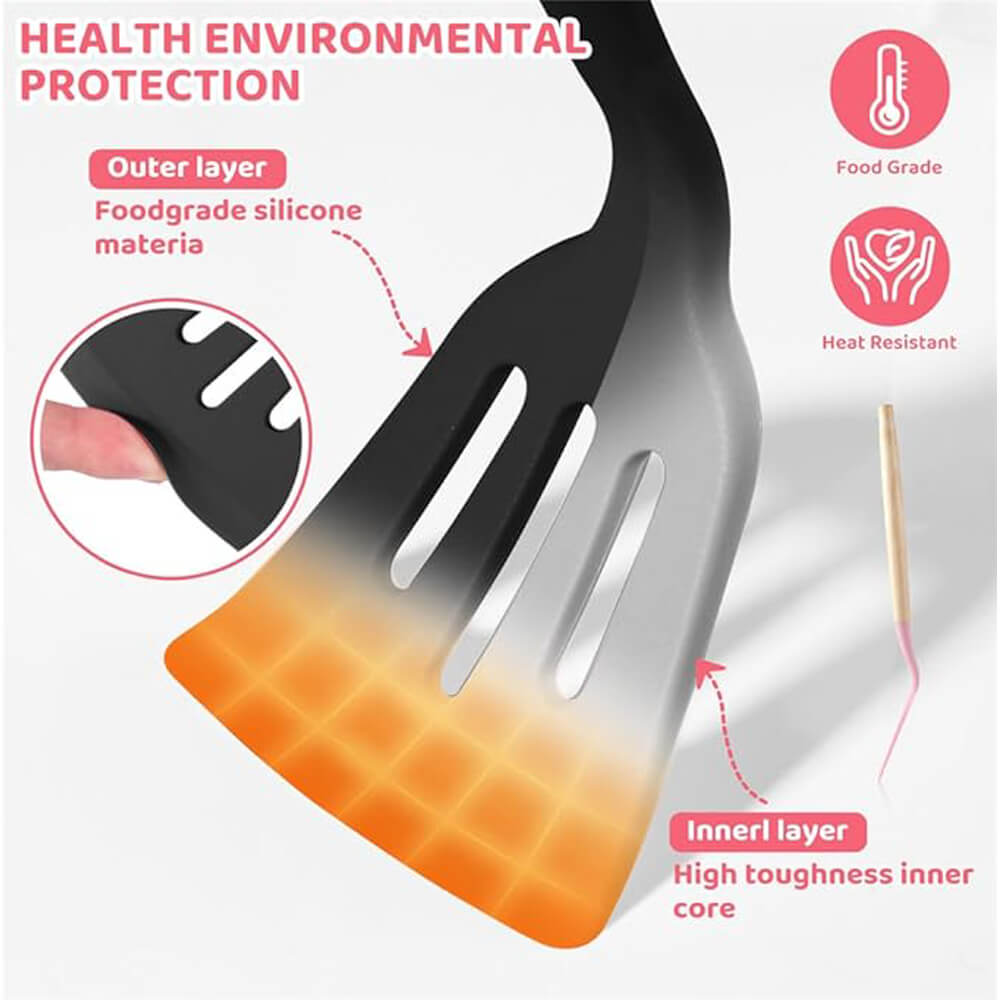 HEALTH ENVIRONMENTAL
PROTECTION
Outer layer
Foodgrade silicone
materia
Food Grade
Heat Resistant
Innerl layer
High toughness inner
core